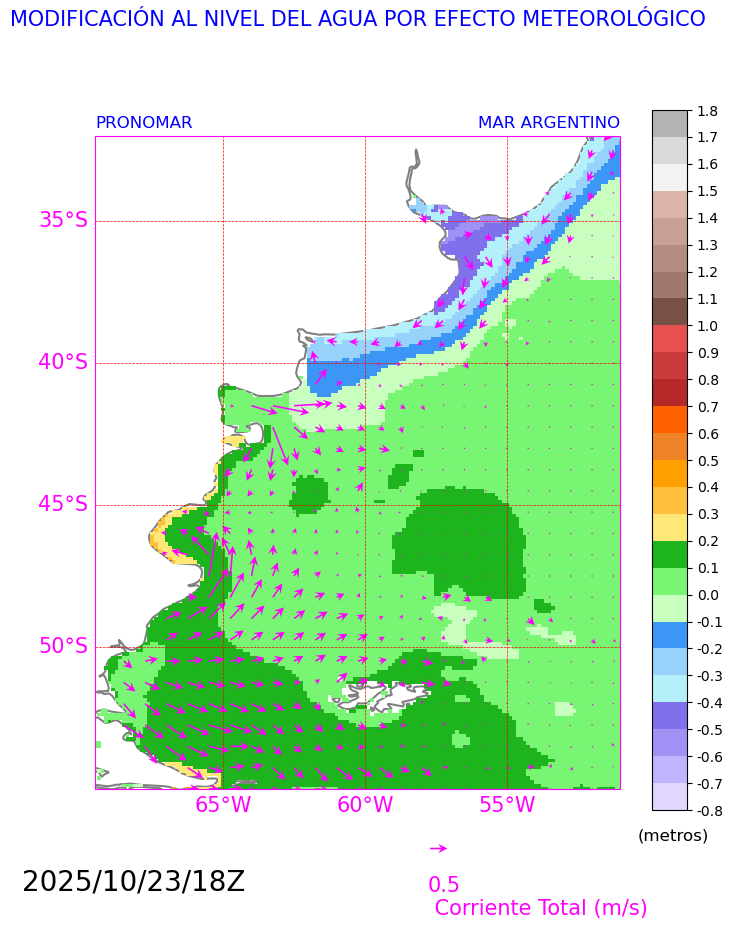 MODIFICACIÓN AL NIVEL DEL AGUA POR EFECTO METEOROLÓGICO
PRONOMAR MAR ARGENTINO
35°S
40°S
45°S
50°S
65°W 60°W 55°W
1.8
1.7
1.6
1.5
1.4
1.3
1.2
1.1
1.0
0.9
0.8
0.7
0.6
0.5
0.4
0.3
0.2
0.1
0.0
-0.1
-0.2
-0.3
-0.4
-0.5
-0.6
-0.7
-0.8
(metros)
2025/10/23/18Z
0.5
Corriente Total (m/s)